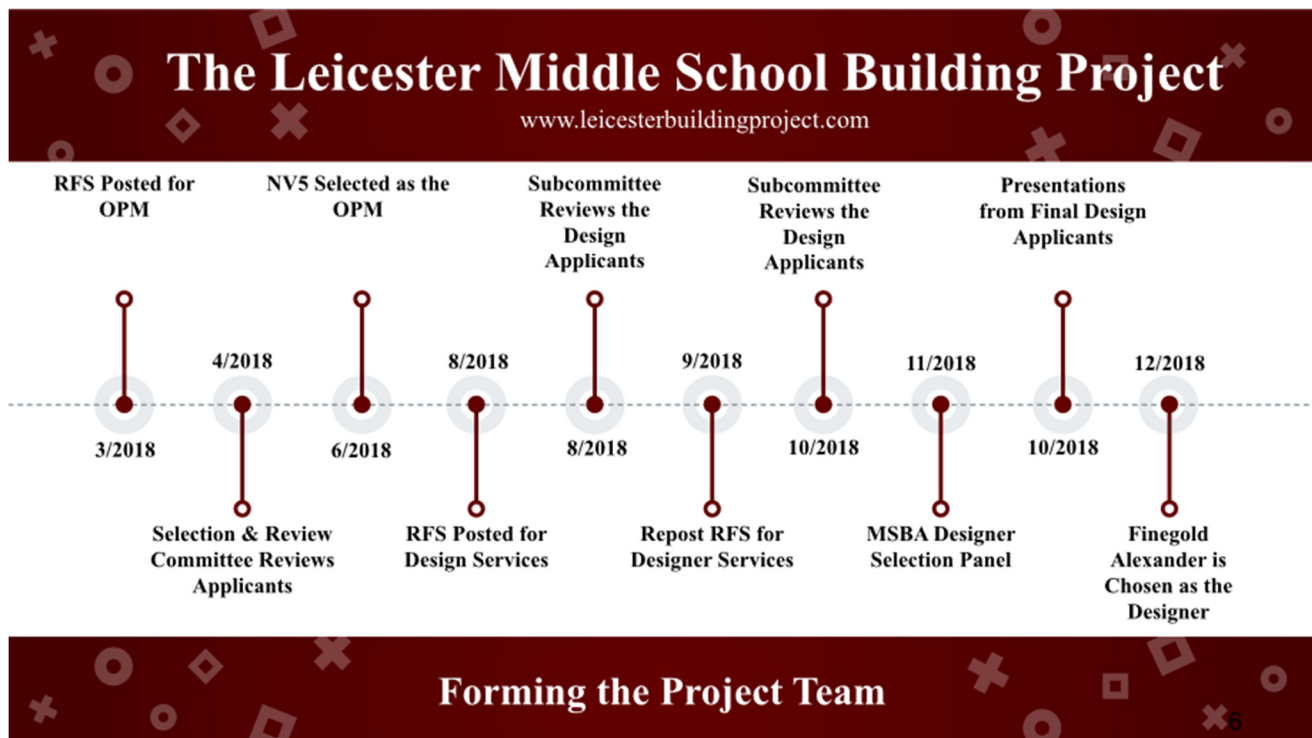 The Leicester Middle School Building Project
www.leicesterbuildingproject.com
RFS Posted for
OPM
3/2018
4/2018
Selection & Review
Committee Reviews
Applicants
NV5 Selected as the
OPM
6/2018
8/2018
RFS Posted for
Design Services
Subcommittee
Reviews the
Design
Applicants
8/2018
9/2018
Repost RFS for
Designer Services
Subcommittee
Reviews the
Design
Applicants
10/2018
11/2018
MSBA Designer
Selection Panel
Presentations
from Final Design
Applicants
10/2018
12/2018
Finegold
Alexander is
Chosen as the
Designer
Forming the Project Team
6